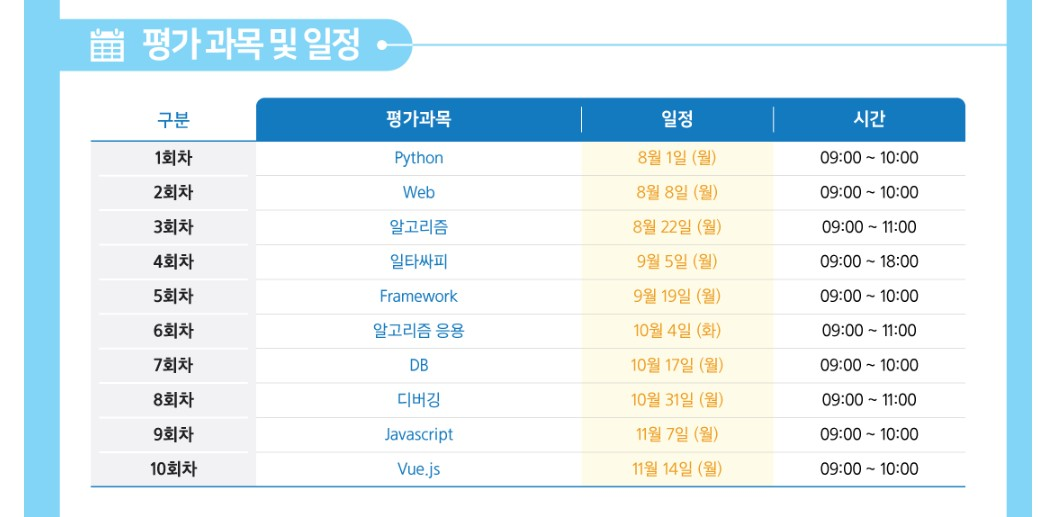 평가 과목 및 일정
구분 평가과목 일정 시간
1회차 Python 8월 1일 (월) 09:00 ~ 10:00
2회차 Web 8월 8일 (월) 09:00 ~ 10:00
3회차 알고리즘 8월 22일 (월) 09:00 ~ 11:00
4회차 일타싸피 9월 5일 (월) 09:00 ~ 18:00
5회차 Framework 9월 19일 (월) 09:00 ~ 10:00
6회차 알고리즘 응용 10월 4일 (화) 09:00 ~ 11:00
7회차 DB 10월 17일 (월) 09:00 ~ 10:00
8회차 디버깅 10월 31일 (월) 09:00 ~ 11:00
9회차 Javascript 11월 7일 (월) 09:00 ~ 10:00
10회차 Vue.js 11월 14일 (월) 09:00 ~ 10:00